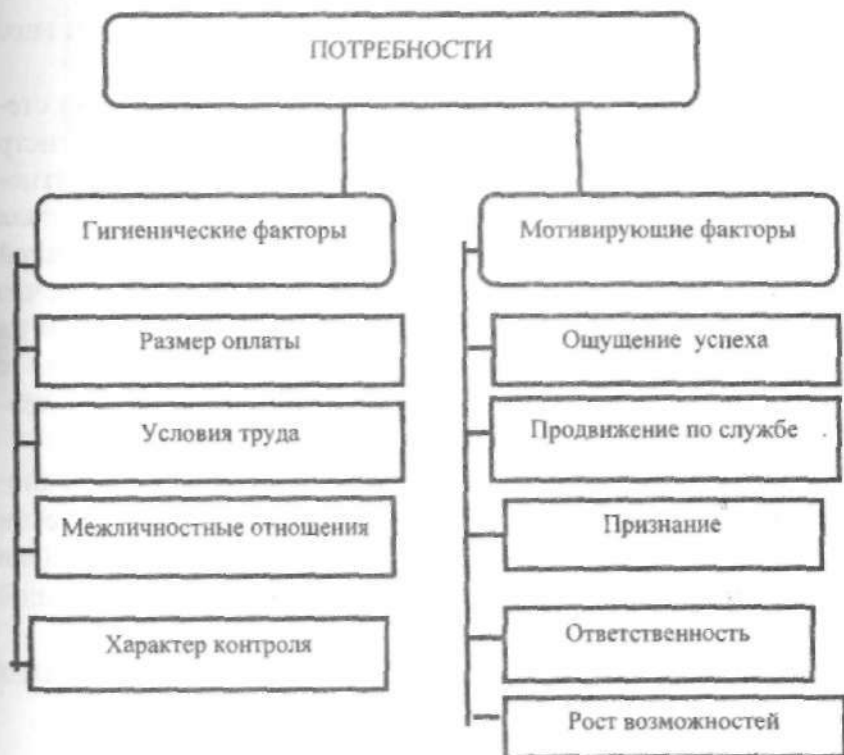 ПОТРЕБНОСТИ
Гигиенические факторы
Размер оплаты
Условия труда
Межличностные отношения
Характер контроля
Мотивирующие факторы
Ощущение успеха
Продвижение по службе
Признание
Ответственность
Рост возможностей